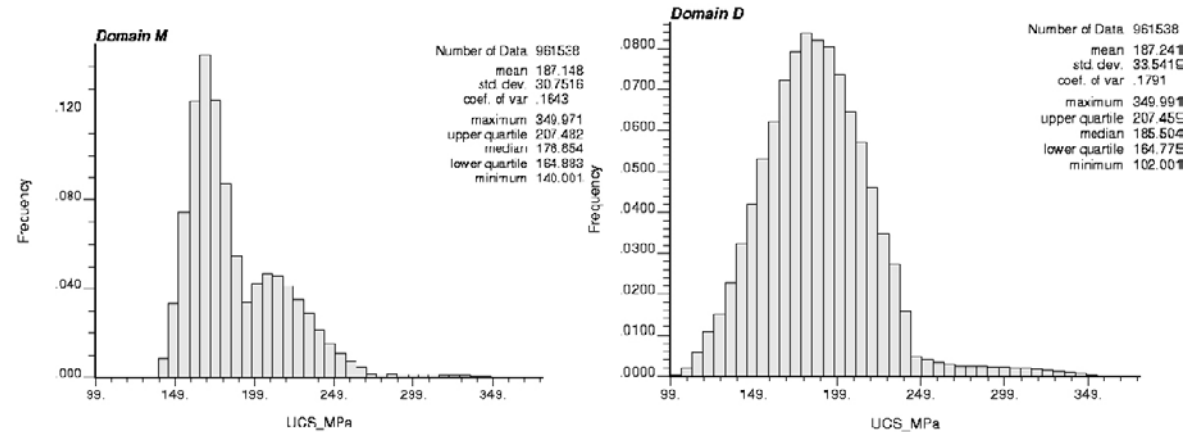 Domain M
Number of Data 961538
mean 187.148
std. dev. 30.7516
coef. of var .1643
maximum 349.971
upper quartile 207.482
median 176.854
lower quartile 164.883
minimum 140.001
Frequency
.120
.080
.040
.000
99. 149. 199. 249. 299. 349.
UCS_MPa
Domain D
Number of Data 961538
mean 187.241
std. dev. 33.541
coef. of var .1791
maximum 349.991
upper quartile 207.45
median 185.504
lower quartile 164.775
minimum 102.001
Frequency
.0800
.0700
.0600
.0500
.0400
.0300
.0200
.0100
.0000
99. 149. 199. 249. 299. 349.
UCS_MPa